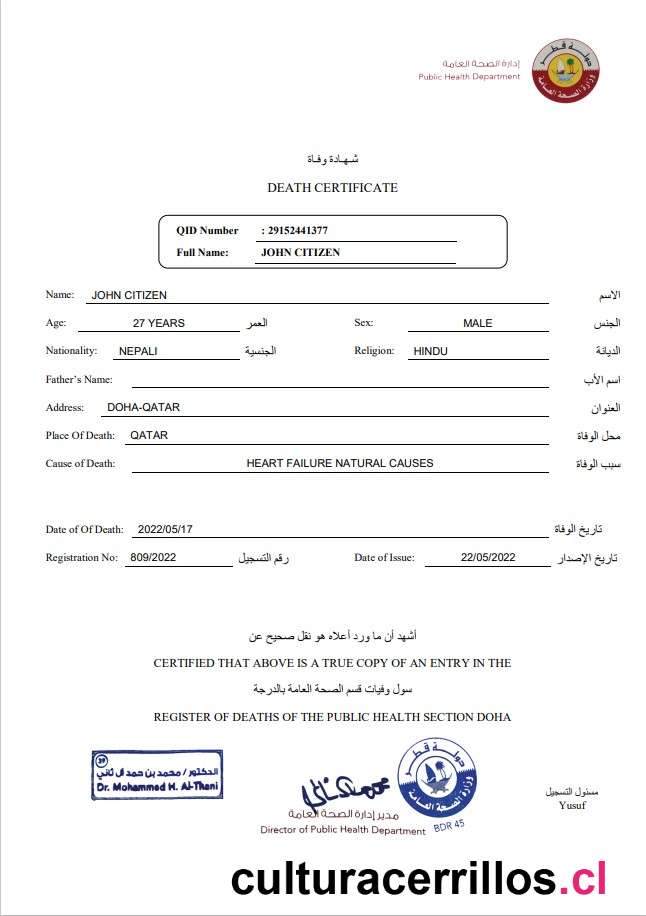 إدارة الصحة العامة
Public Health Department
دولة قطر
وزارة الصحة العامة
شهادة وفاة
DEATH CERTIFICATE
QID Number : 29152441377
Full Name: JOHN CITIZEN
Name: JOHN CITIZEN الاسم
Age: 27 YEARS العمر Sex: MALE الجنس
Nationality: NEPALI الجنسية Religion: HINDU الديانة
Father's Name: اسم الأب
Address: DOHA-QATAR العنوان
Place Of Death: QATAR محل الوفاة
Cause of Death: HEART FAILURE NATURAL CAUSES سبب الوفاة
Date of Of Death: 2022/05/17 تاريخ الوفاة
Registration No: 809/2022 رقم التسجيل Date of Issue: 22/05/2022 تاريخ الإصدار
أشهد أن ما ورد أعلاه هو نقل صحيح عن
CERTIFIED THAT ABOVE IS A TRUE COPY OF AN ENTRY IN THE
سول وفيات قسم الصحة العامة بالدرجة
REGISTER OF DEATHS OF THE PUBLIC HEALTH SECTION DOHA
39
الدكتور / محمد بن حمد آل ثاني
Dr. Mohammed H. Al-Thani
دولة قطر
وزارة الصحة العامة
BDR 45
مدير إدارة الصحة العامة
Director of Public Health Department
مسئول التسجيل
Yusuf
culturacerrillos.cl